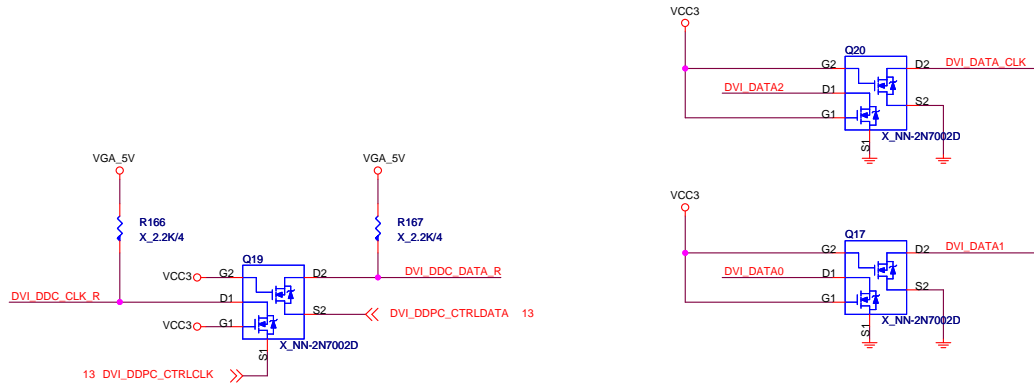 VCC3
Q20
G2
D2
DVI_DATA_CLK
DVI_DATA2
D1
S2
G1
X_NN-2N7002D
S1
VGA_5V
VGA_5V
R166
X_2.2K/4
R167
X_2.2K/4
VCC3
Q17
G2
D2
DVI_DATA1
DVI_DATA0
D1
S2
G1
X_NN-2N7002D
S1
Q19
VCC3
G2
D2
DVI_DDC_DATA_R
DVI_DDC_CLK_R
D1
S2
DVI_DDPC_CTRLDATA 13
VCC3
G1
X_NN-2N7002D
S1
13 DVI_DDPC_CTRLCLK